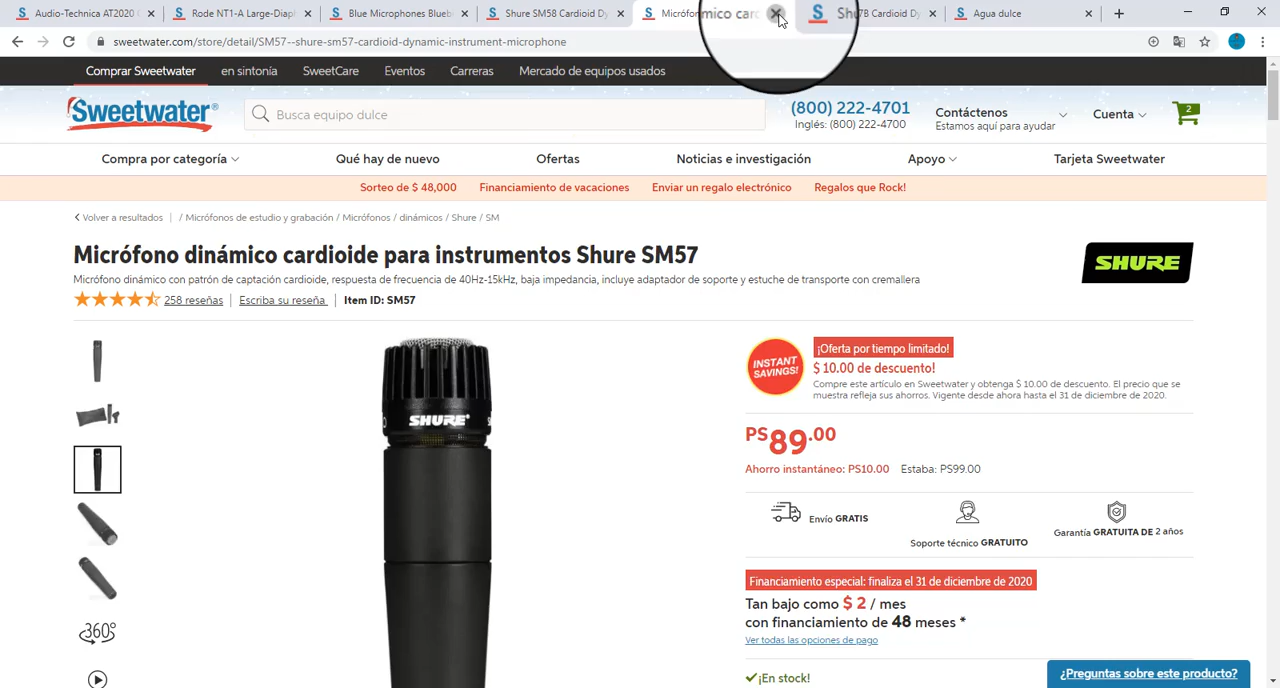 Audio-Technica AT2020
Rode NT1-A Large-Diap
Blue Microphones Blueb
Shure SM58 Cardioid Dy
Micrófon
mico car
7B Cardioid Dy
Agua dulce
sweetwater.com/store/detail/SM57--shure-sm57-cardioid-dynamic-instrument-microphone
Comprar Sweetwater
en sintonía
SweetCare
Eventos
Carreras
Mercado de equipos usados
Sweetwater®
Busca equipo dulce
(800) 222-4701
Inglés: (800) 222-4700
Contáctenos
Estamos aquí para ayudar
Cuenta
2
Compra por categoría
Qué hay de nuevo
Ofertas
Noticias e investigación
Apoyo
Tarjeta Sweetwater
Sorteo de $ 48,000
Financiamiento de vacaciones
Enviar un regalo electrónico
Regalos que Rock!
Volver a resultados
/ Micrófonos de estudio y grabación / Micrófonos / dinámicos / Shure / SM
Micrófono dinámico cardioide para instrumentos Shure SM57
Micrófono dinámico con patrón de captación cardioide, respuesta de frecuencia de 40Hz-15kHz, baja impedancia, incluye adaptador de soporte y estuche de transporte con cremallera
258 reseñas
Escriba su reseña
Item ID: SM57
SHURE
SHURE®
360°
INSTANT SAVINGS!
¡Oferta por tiempo limitado!
$ 10.00 de descuento!
Compre este artículo en Sweetwater y obtenga $ 10.00 de descuento. El precio que se
muestra refleja sus ahorros. Vigente desde ahora hasta el 31 de diciembre de 2020.
PS89.00
Ahorro instantáneo: PS10.00 Estaba: PS99.00
Envío GRATIS
Soporte técnico GRATUITO
Garantía GRATUITA DE 2 años
Financiamiento especial: finaliza el 31 de diciembre de 2020
Tan bajo como $ 2 / mes
con financiamiento de 48 meses *
Ver todas las opciones de pago
¡En stock!
¿Preguntas sobre este producto?